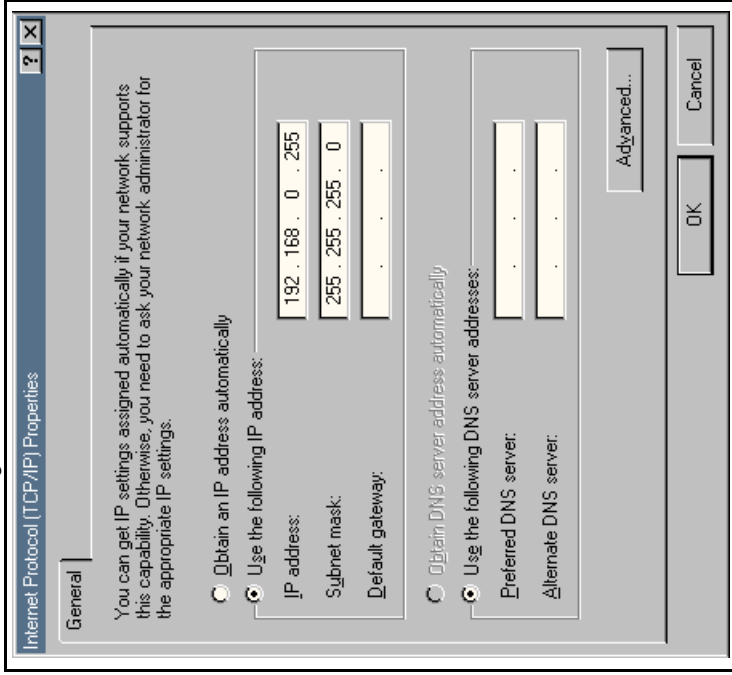 Internet Protocol (TCP/IP) Properties
General
You can get IP settings assigned automatically if your network supports
this capability. Otherwise, you need to ask your network administrator for
the appropriate IP settings.
Obtain an IP address automatically
Use the following IP address:
IP address: 192 . 168 . 0 . 255
Subnet mask: 255 . 255 . 255 . 0
Default gateway: . . .
Obtain DNS server address automatically
Use the following DNS server addresses:
Preferred DNS server: . . .
Alternate DNS server: . . .
Advanced...
OK Cancel